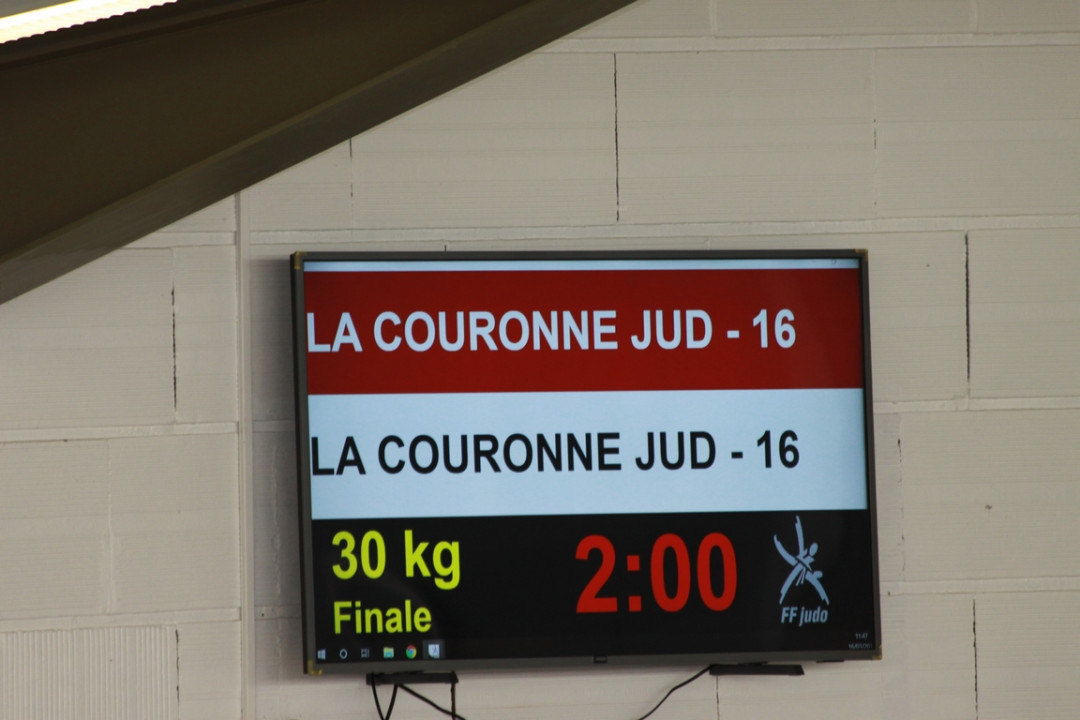 LA COURONNE JUD - 16
LA COURONNE JUD - 16
30 kg
2:00
Finale
FF judo